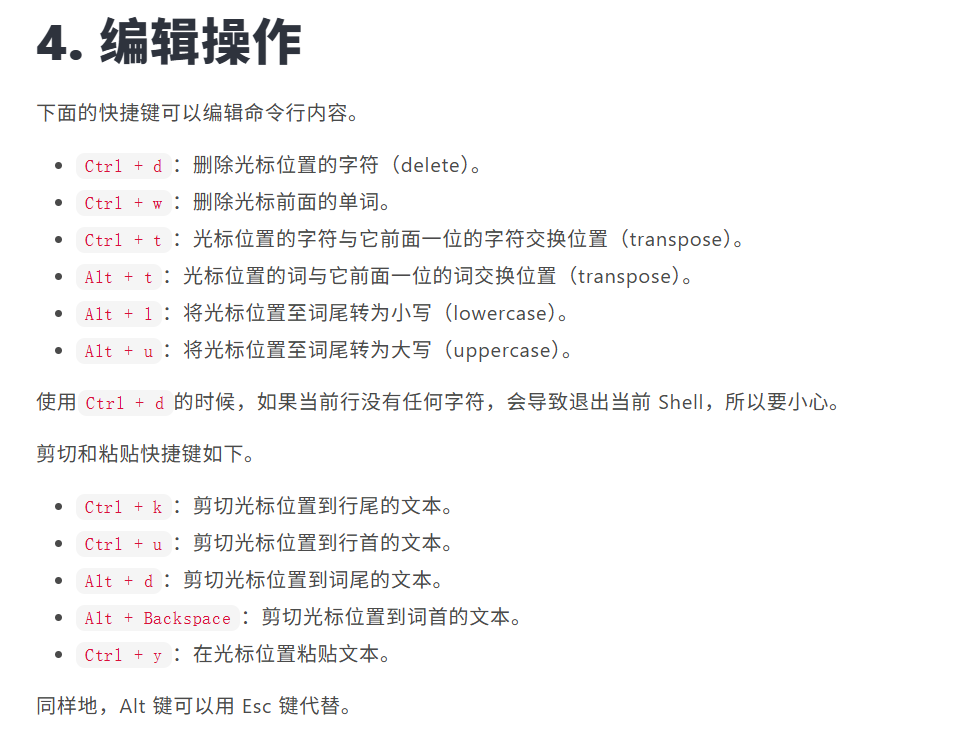 4. 编辑操作
下面的快捷键可以编辑命令行内容。
• Ctrl + d：删除光标位置的字符（delete）。
• Ctrl + w：删除光标前面的单词。
• Ctrl + t：光标位置的字符与它前面一位的字符交换位置（transpose）。
• Alt + t：光标位置的词与它前面一位的词交换位置（transpose）。
• Alt + l：将光标位置至词尾转为小写（lowercase）。
• Alt + u：将光标位置至词尾转为大写（uppercase）。
使用 Ctrl + d 的时候，如果当前行没有任何字符，会导致退出当前 Shell，所以要小心。
剪切和粘贴快捷键如下。
• Ctrl + k：剪切光标位置到行尾的文本。
• Ctrl + u：剪切光标位置到行首的文本。
• Alt + d：剪切光标位置到词尾的文本。
• Alt + Backspace：剪切光标位置到词首的文本。
• Ctrl + y：在光标位置粘贴文本。
同样地，Alt 键可以用 Esc 键代替。